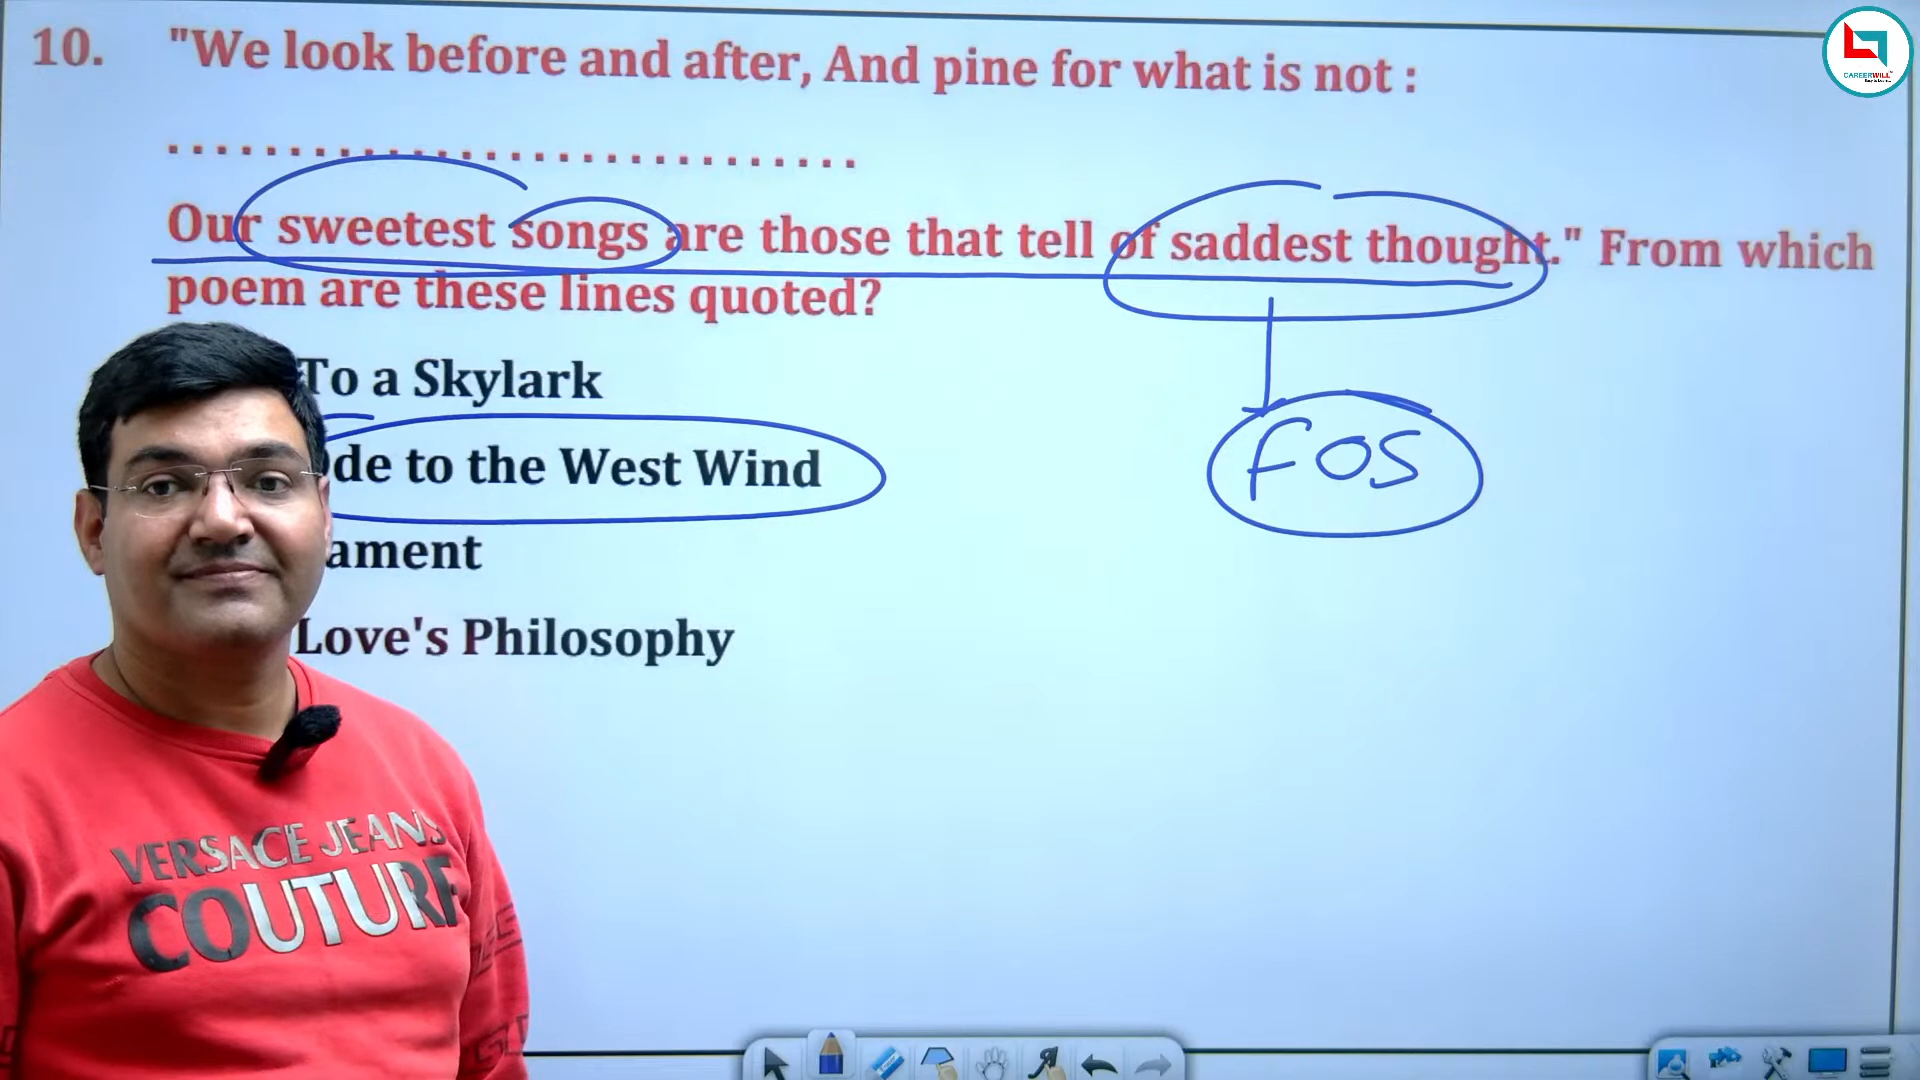 10. "We look before and after, And pine for what is not :
............................
Our sweetest songs are those that tell of saddest thought." From which
poem are these lines quoted?
To a Skylark
Ode to the West Wind
ament
Love's Philosophy
FOS
CAREERWILL
VERSACE JEANS
COUTURE